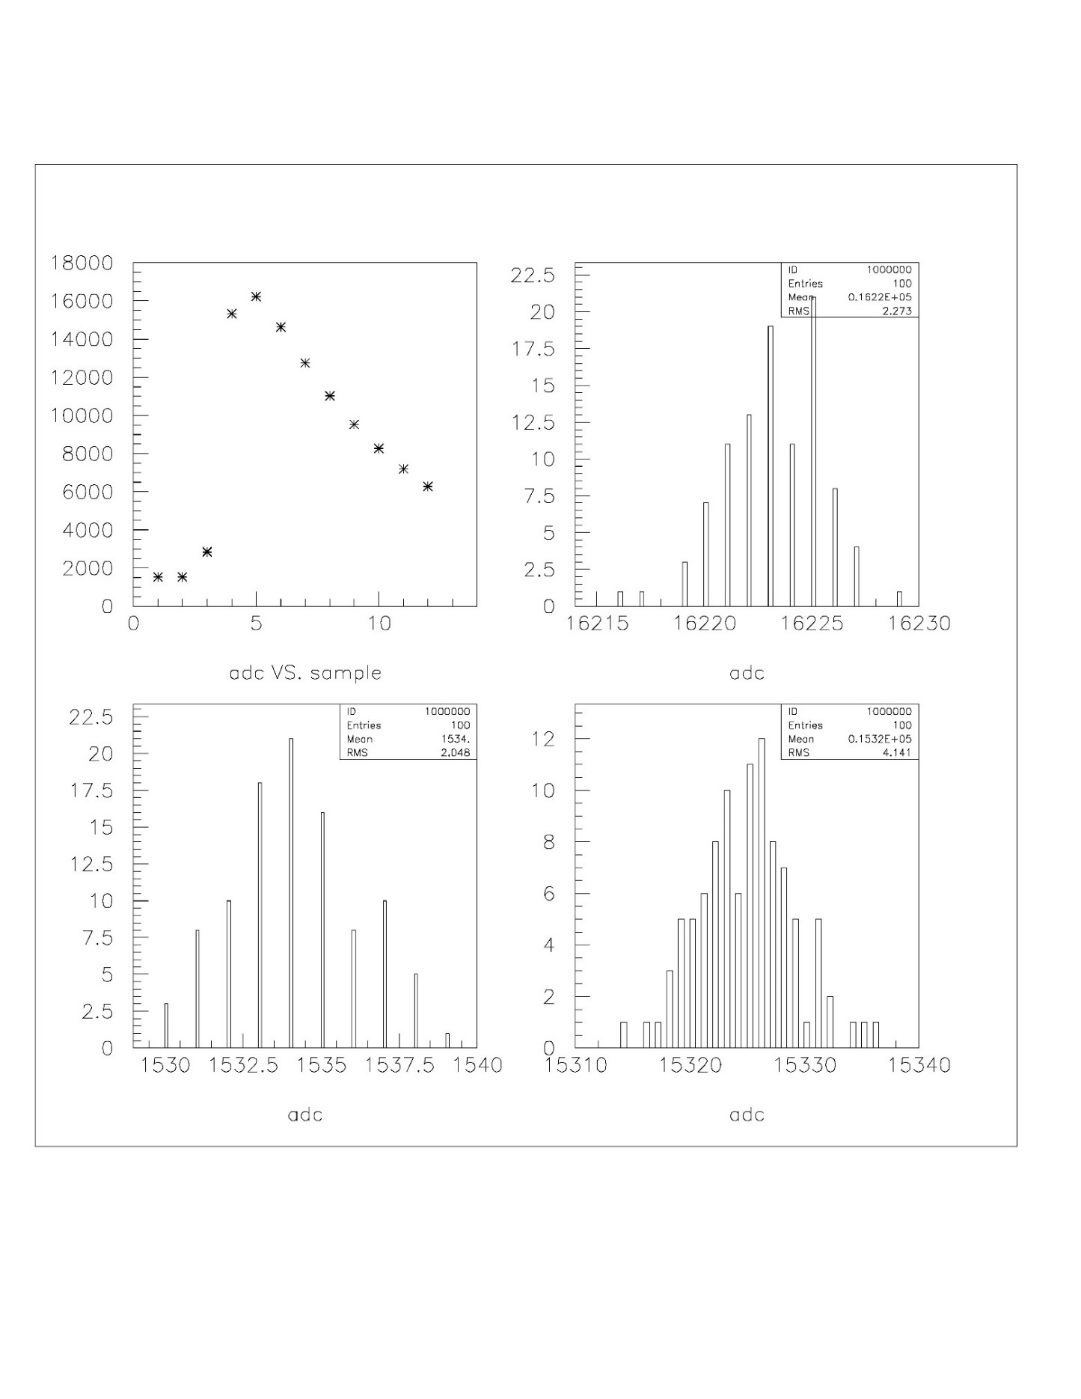 18000
16000
14000
12000
10000
8000
6000
4000
2000
0
0 5 10
adc VS. sample
ID 1000000
Entries 100
Mean 0.1622E+05
RMS 2.273
22.5
20
17.5
15
12.5
10
7.5
5
2.5
0
16215 16220 16225 16230
adc
ID 1000000
Entries 100
Mean 1534.
RMS 2.048
22.5
20
17.5
15
12.5
10
7.5
5
2.5
0
1530 1532.5 1535 1537.5 1540
adc
ID 1000000
Entries 100
Mean 0.1532E+05
RMS 4.141
12
10
8
6
4
2
0
15310 15320 15330 15340
adc